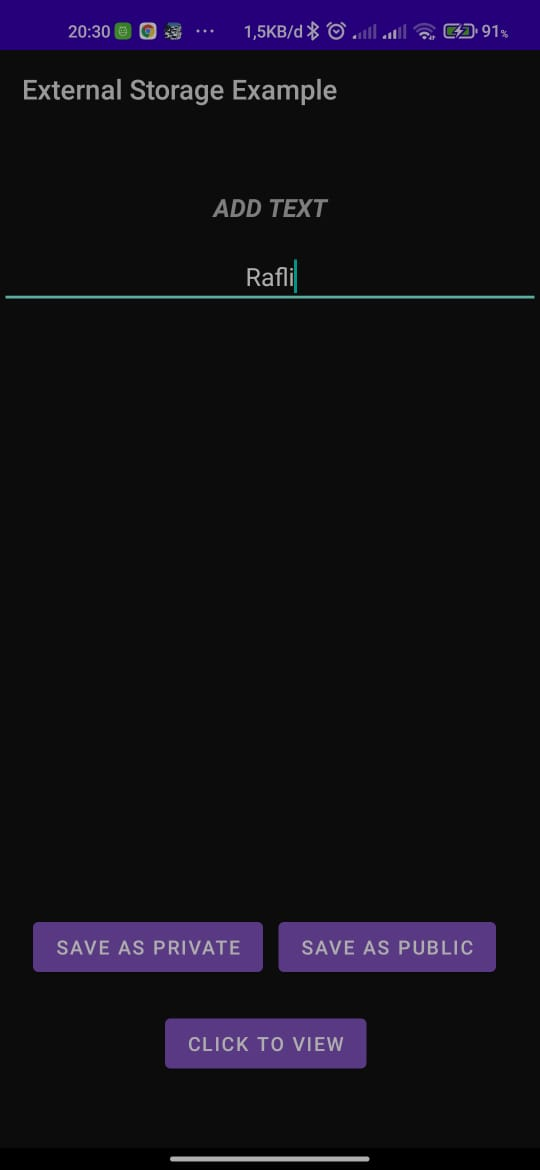 20:30 ... 1,5KB/d 91%
External Storage Example
ADD TEXT
Rafli
SAVE AS PRIVATE SAVE AS PUBLIC
CLICK TO VIEW